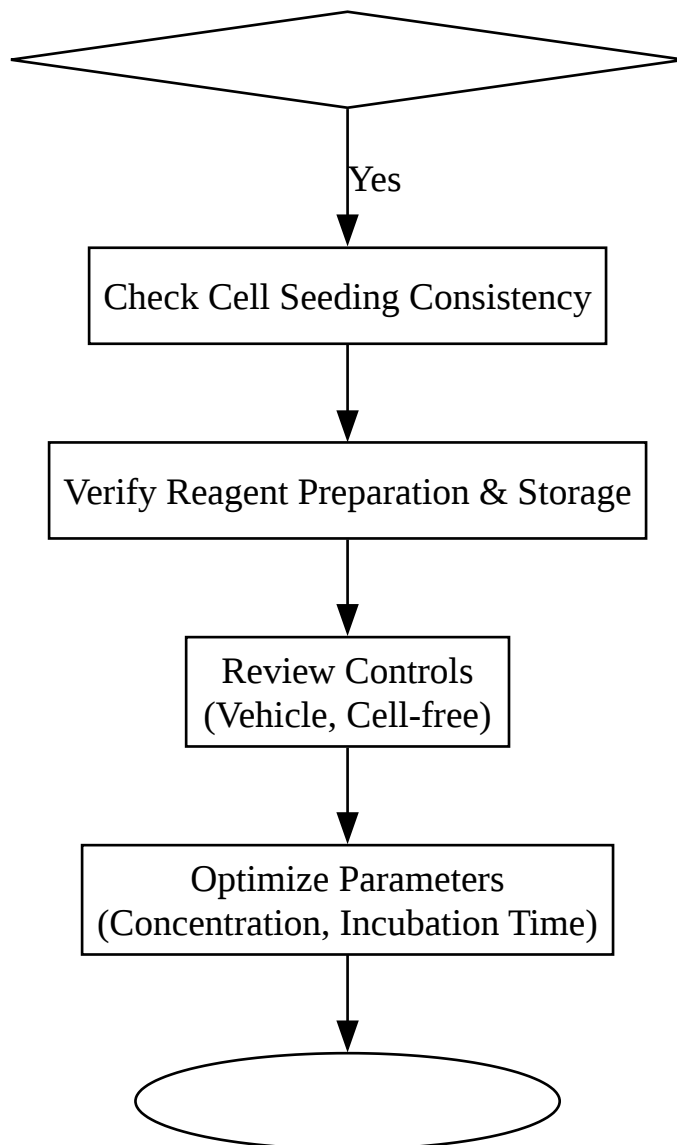 Yes
Check Cell Seeding Consistency
Verify Reagent Preparation & Storage
Review Controls
(Vehicle, Cell-free)
Optimize Parameters
(Concentration, Incubation Time)